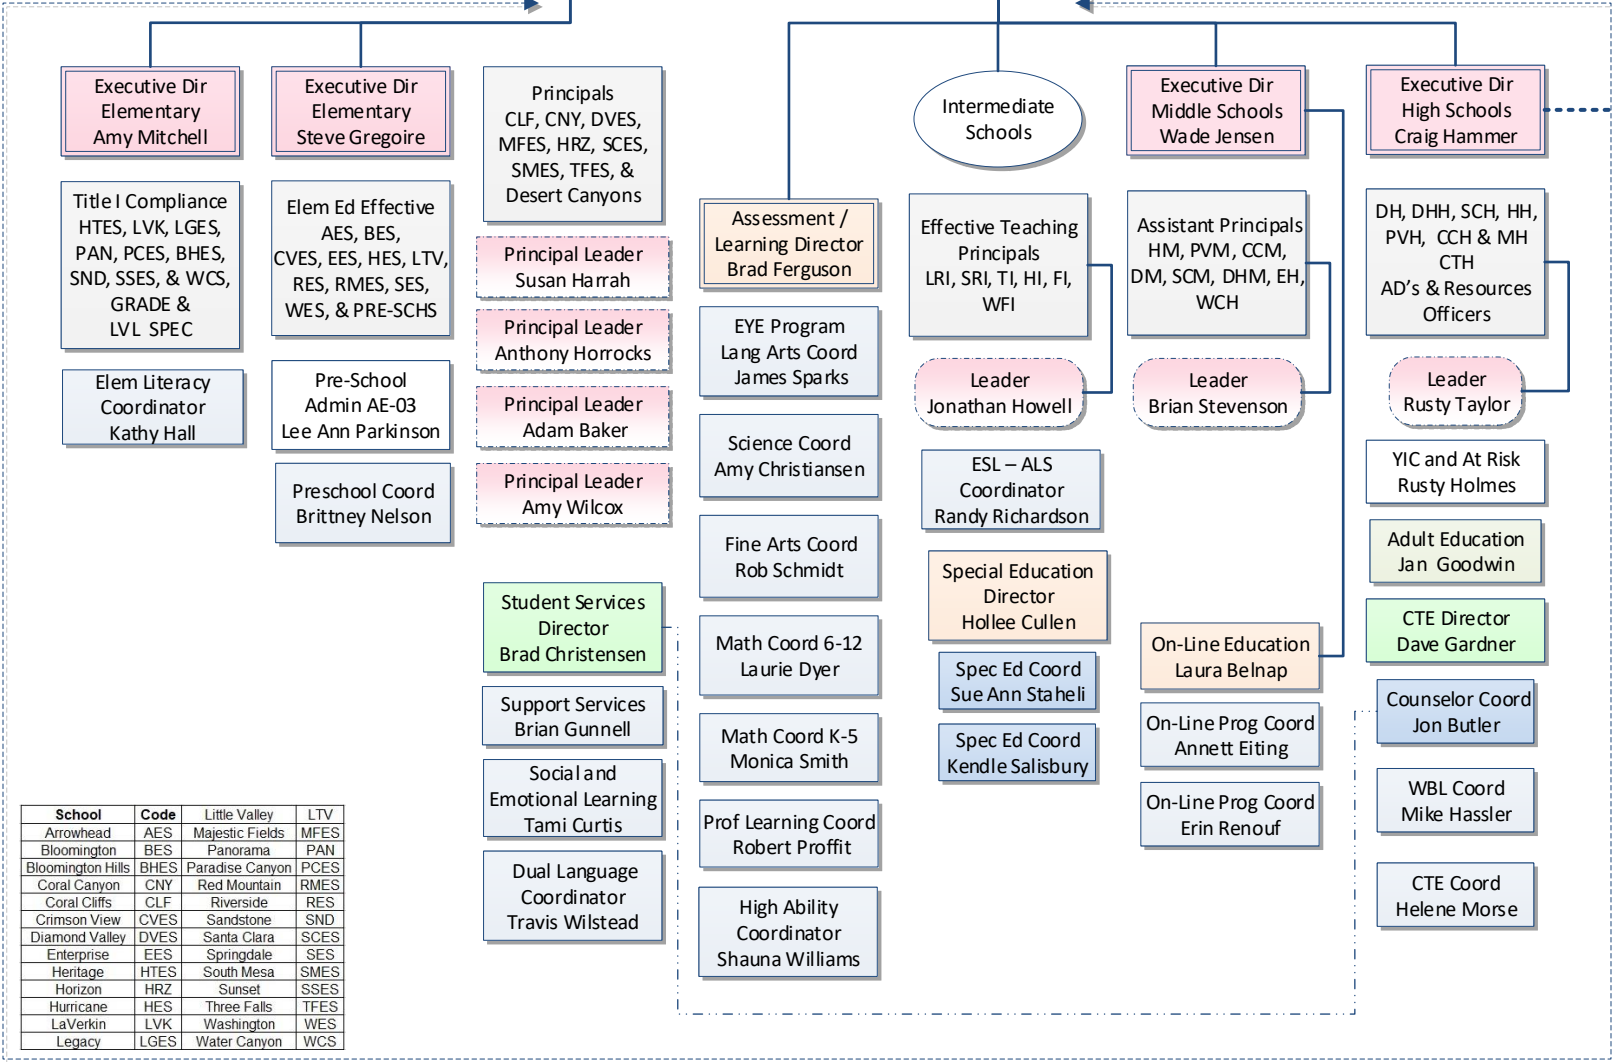 Executive Dir
Elementary
Amy Mitchell
Title I Compliance
HTES, LVK, LGES,
PAN, PCES, BHES,
SND, SSES, & WCS,
GRADE &
LVL SPEC
Elem Literacy
Coordinator
Kathy Hall
Executive Dir
Elementary
Steve Gregoire
Elem Ed Effective
AES, BES,
CVES, EES, HES, LTV,
RES, RMES, SES,
WES, & PRE-SCHS
Pre-School
Admin AE-03
Lee Ann Parkinson
Preschool Coord
Brittney Nelson
Principals
CLF, CNY, DVES,
MFES, HRZ, SCES,
SMES, TFES, &
Desert Canyons
Principal Leader
Susan Harrah
Principal Leader
Anthony Horrocks
Principal Leader
Adam Baker
Principal Leader
Amy Wilcox
Student Services
Director
Brad Christensen
Support Services
Brian Gunnell
Social and
Emotional Learning
Tami Curtis
Dual Language
Coordinator
Travis Wilstead
Assessment /
Learning Director
Brad Ferguson
EYE Program
Lang Arts Coord
James Sparks
Science Coord
Amy Christiansen
Fine Arts Coord
Rob Schmidt
Math Coord 6-12
Laurie Dyer
Math Coord K-5
Monica Smith
Prof Learning Coord
Robert Proffit
High Ability
Coordinator
Shauna Williams
Intermediate
Schools
Effective Teaching
Principals
LRI, SRI, TI, HI, FI,
WFI
Leader
Jonathan Howell
ESL – ALS
Coordinator
Randy Richardson
Special Education
Director
Hollee Cullen
Spec Ed Coord
Sue Ann Staheli
Spec Ed Coord
Kendle Salisbury
Executive Dir
Middle Schools
Wade Jensen
Assistant Principals
HM, PVM, CCM,
DM, SCM, DHM, EH,
WCH
Leader
Brian Stevenson
On-Line Education
Laura Belnap
On-Line Prog Coord
Annett Eiting
On-Line Prog Coord
Erin Renouf
Executive Dir
High Schools
Craig Hammer
DH, DHH, SCH, HH,
PVH, CCH & MH
CTH
AD's & Resources
Officers
Leader
Rusty Taylor
YIC and At Risk
Rusty Holmes
Adult Education
Jan Goodwin
CTE Director
Dave Gardner
Counselor Coord
Jon Butler
WBL Coord
Mike Hassler
CTE Coord
Helene Morse
School Code Little Valley LTV
Arrowhead AES Majestic Fields MFES
Bloomington BES Panorama PAN
Bloomington Hills BHES Paradise Canyon PCES
Coral Canyon CNY Red Mountain RMES
Coral Cliffs CLF Riverside RES
Crimson View CVES Sandstone SND
Diamond Valley DVES Santa Clara SCES
Enterprise EES Springdale SES
Heritage HTES South Mesa SMES
Horizon HRZ Sunset SSES
Hurricane HES Three Falls TFES
LaVerkin LVK Washington WES
Legacy LGES Water Canyon WCS